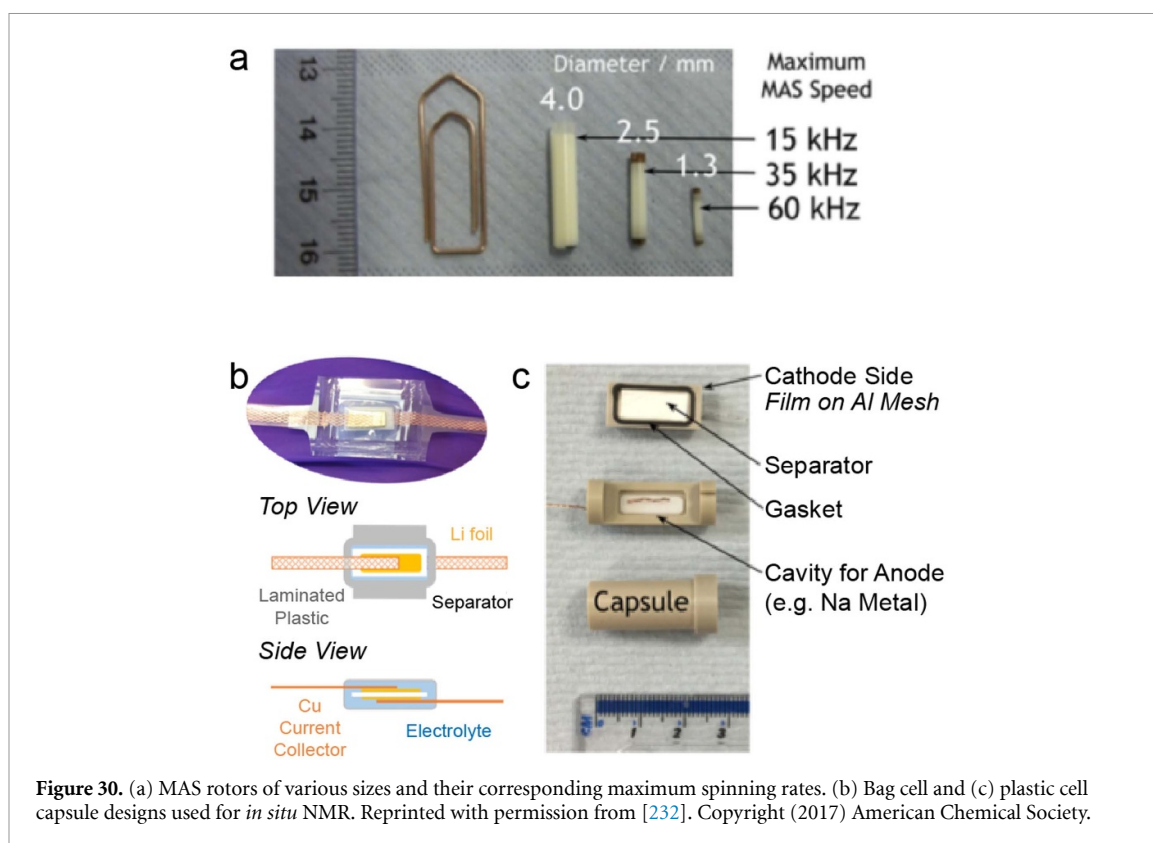 a
Diameter / mm
Maximum
MAS Speed
13
14
15
16
4.0
2.5
1.3
15 kHz
35 kHz
60 kHz
b
Top View
Li foil
Laminated
Plastic
Separator
Side View
Cu
Current
Collector
Electrolyte
c
Cathode Side
Film on Al Mesh
Separator
Gasket
Cavity for Anode
(e.g. Na Metal)
Capsule
CM
1
2
3
Figure 30. (a) MAS rotors of various sizes and their corresponding maximum spinning rates. (b) Bag cell and (c) plastic cell
capsule designs used for in situ NMR. Reprinted with permission from [232]. Copyright (2017) American Chemical Society.